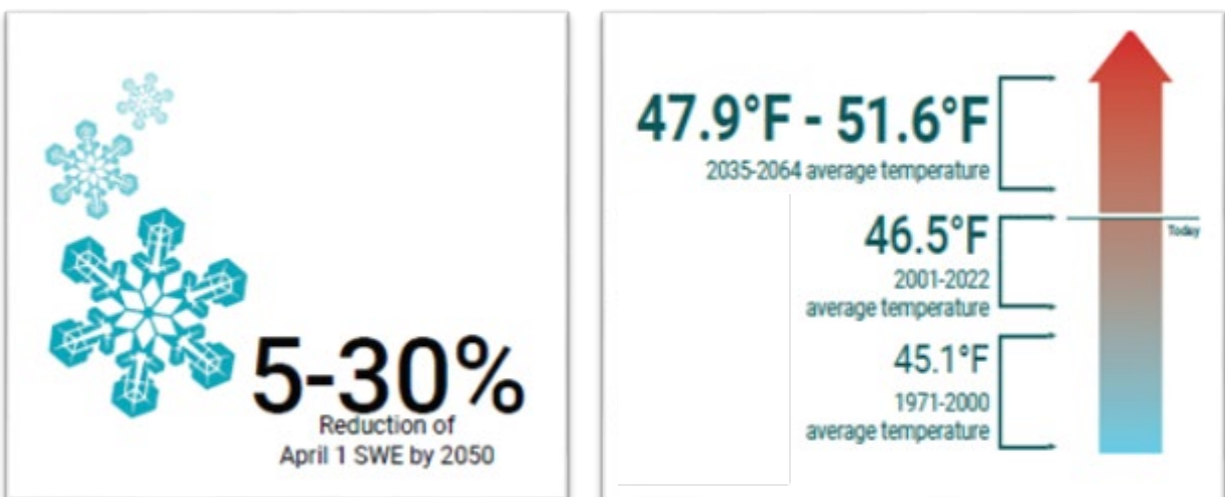 5-30%
Reduction of
April 1 SWE by 2050
47.9°F - 51.6°F
2035-2064 average temperature
Today
46.5°F
2001-2022
average temperature
45.1°F
1971-2000
average temperature